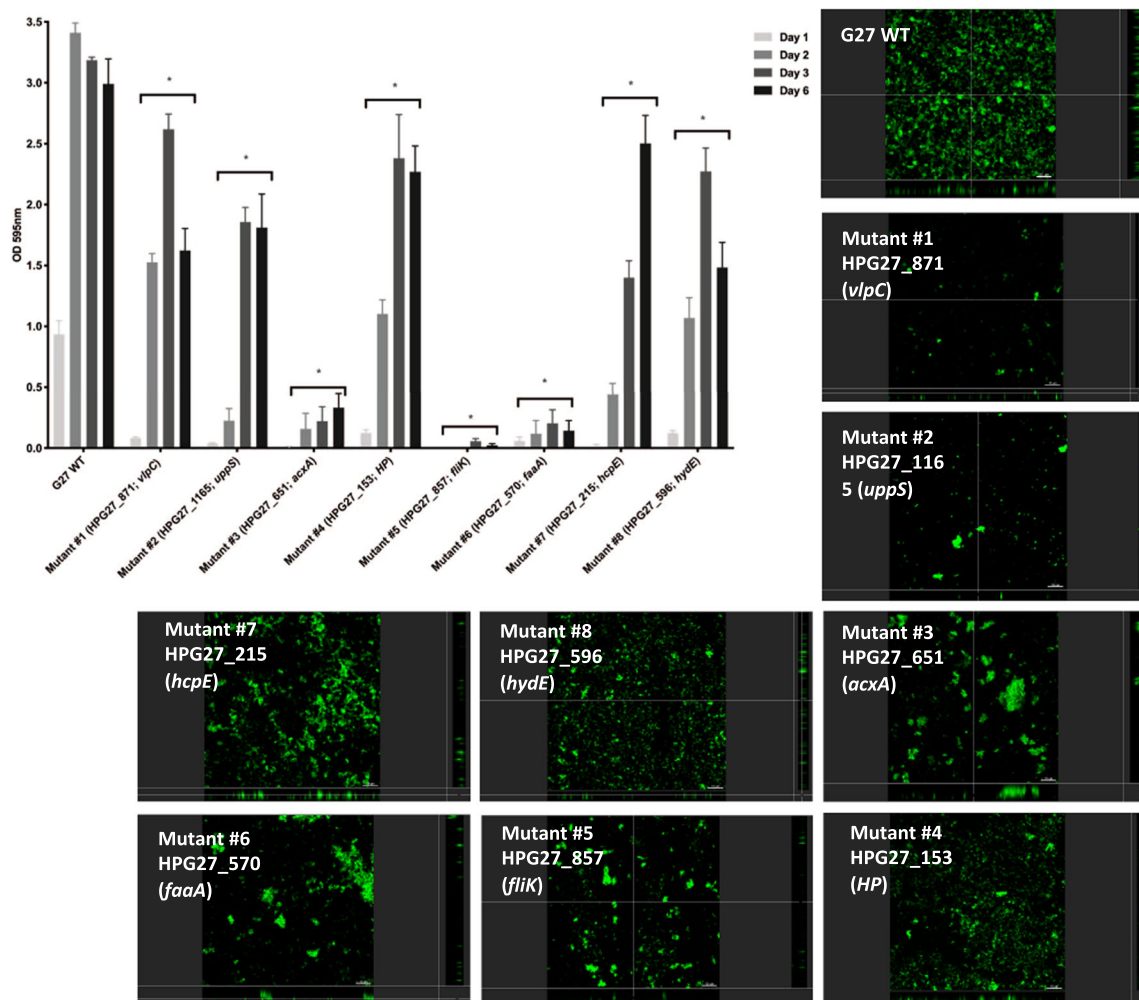 3.5
3.0
2.5
2.0
1.5
1.0
0.5
0.0
OD 595nm
Day 1
Day 2
Day 3
Day 6
*
*
*
*
*
*
*
*
G27 WT
Mutant #1 (HPG27_871; vlpC)
Mutant #2 (HPG27_1165; uppS)
Mutant #3 (HPG27_651; acxA)
Mutant #4 (HPG27_153; HP)
Mutant #5 (HPG27_857; fliK)
Mutant #6 (HPG27_570; faaA)
Mutant #7 (HPG27_215; hcpE)
Mutant #8 (HPG27_596; hydE)
G27 WT
Mutant #1
HPG27_871
(vlpC)
Mutant #2
HPG27_116
5 (uppS)
Mutant #7
HPG27_215
(hcpE)
Mutant #8
HPG27_596
(hydE)
Mutant #3
HPG27_651
(acxA)
Mutant #6
HPG27_570
(faaA)
Mutant #5
HPG27_857
(fliK)
Mutant #4
HPG27_153
(HP)